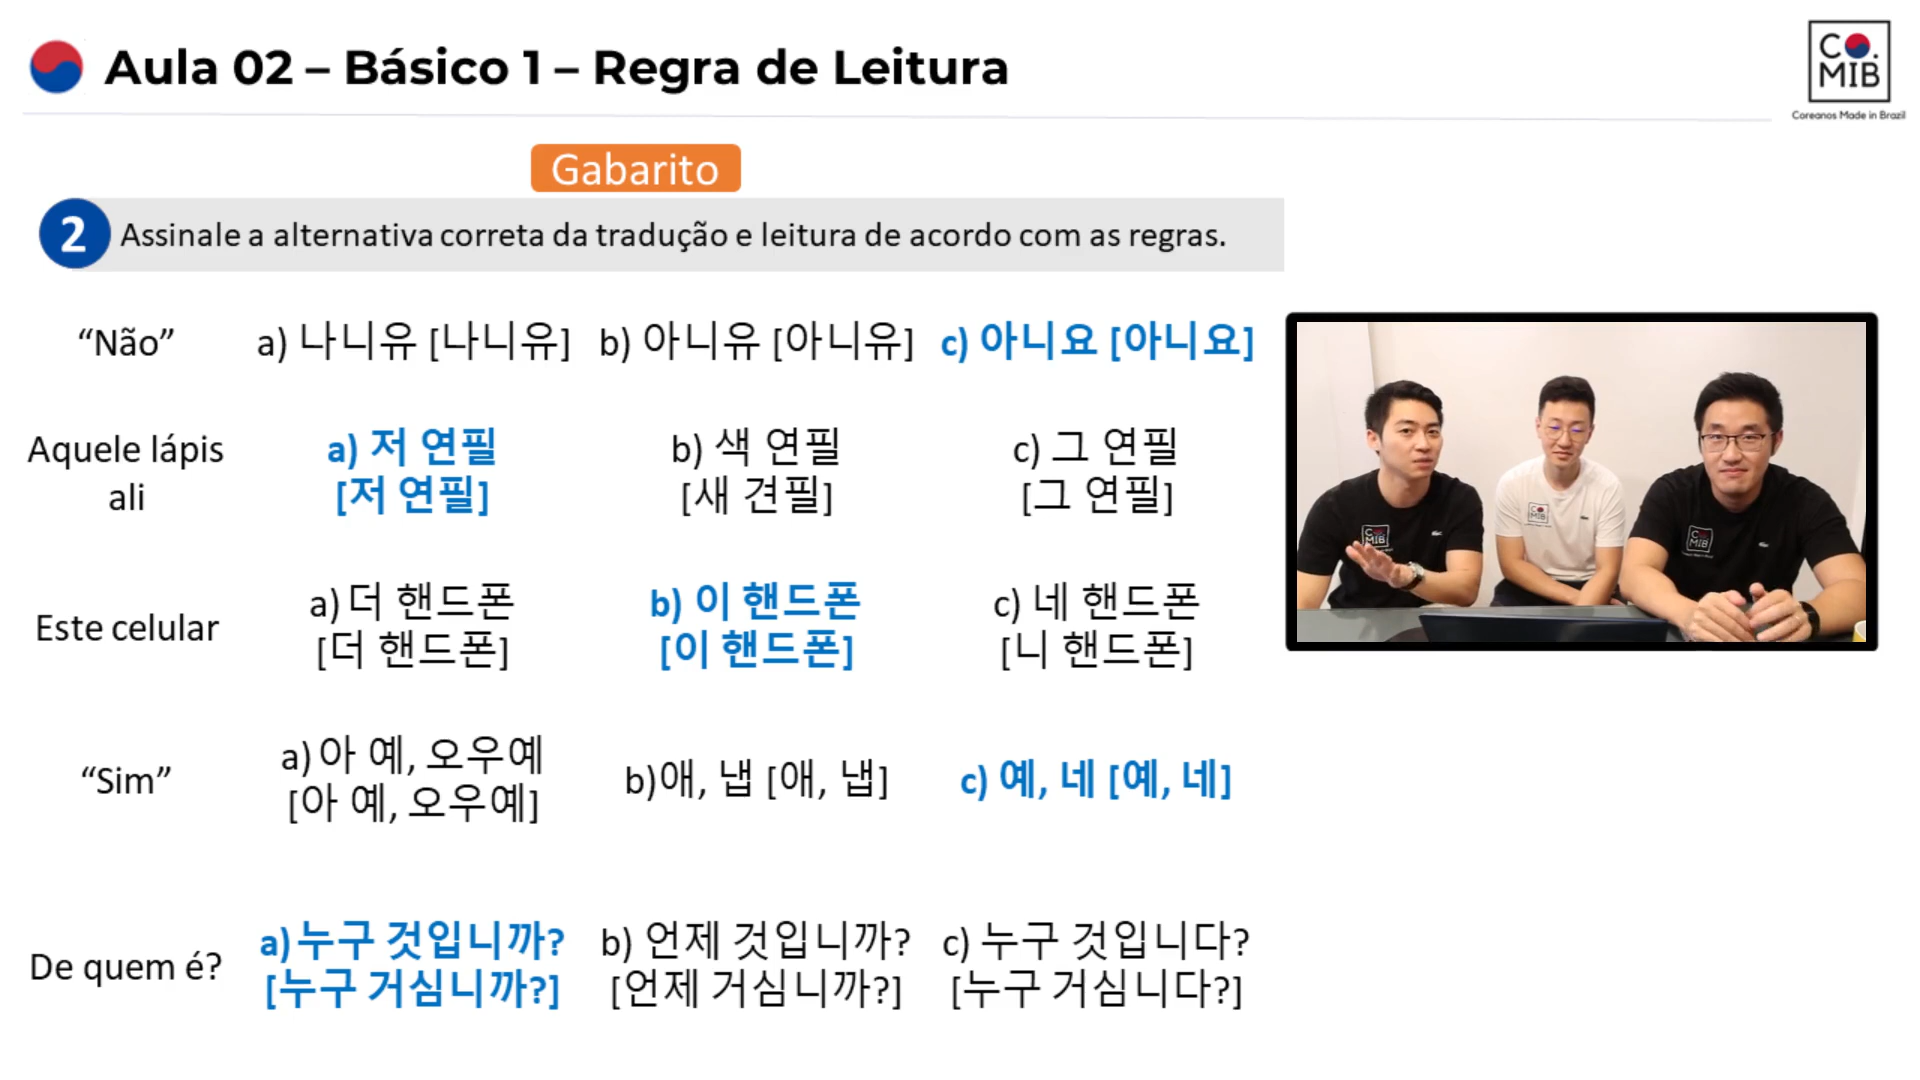 Aula 02 – Básico 1 – Regra de Leitura
CO.
MIB
Coreanos Made in Brazil
Gabarito
2 Assinale a alternativa correta da tradução e leitura de acordo com as regras.
“Não” a) 나니유 [나니유] b) 아니유 [아니유] c) 아니요 [아니요]
Aquele lápis a) 저 연필 b) 색 연필 c) 그 연필
ali [저 연필] [새 견필] [그 연필]
a) 더 핸드폰 b) 이 핸드폰 c) 네 핸드폰
Este celular
[더 핸드폰] [이 핸드폰] [니 핸드폰]
a) 아 예, 오우예
“Sim” b)애, 냅 [애, 냅] c) 예, 네 [예, 네]
[아 예, 오우예]
a) 누구 것입니까? b) 언제 것입니까? c) 누구 것입니다?
De quem é?
[누구 거심니까?] [언제 거심니까?] [누구 거심니다?]
CO.
MIB
CO.
MIB
CO.
MIB